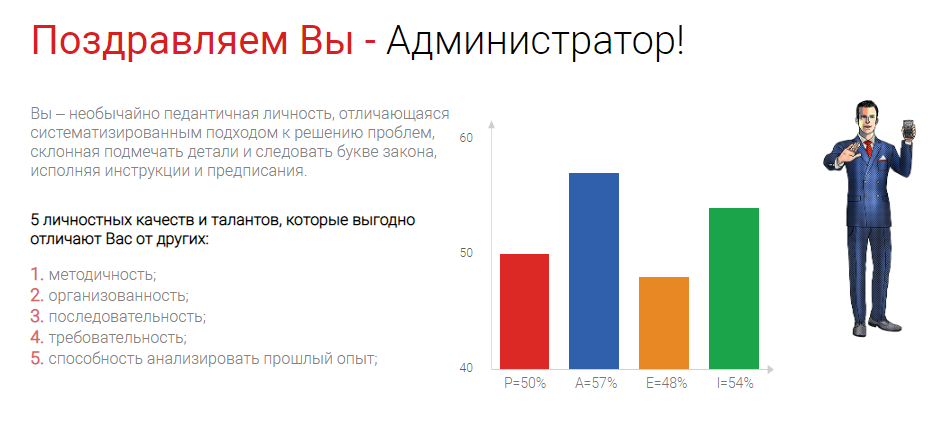 Поздравляем Вы - Администратор!
Вы – необычайно педантичная личность, отличающаяся
систематизированным подходом к решению проблем,
склонная подмечать детали и следовать букве закона,
исполняя инструкции и предписания.
5 личностных качеств и талантов, которые выгодно
отличают Вас от других:
1. методичность;
2. организованность;
3. последовательность;
4. требовательность;
5. способность анализировать прошлый опыт;
60
50
40
P=50% A=57% E=48% I=54%